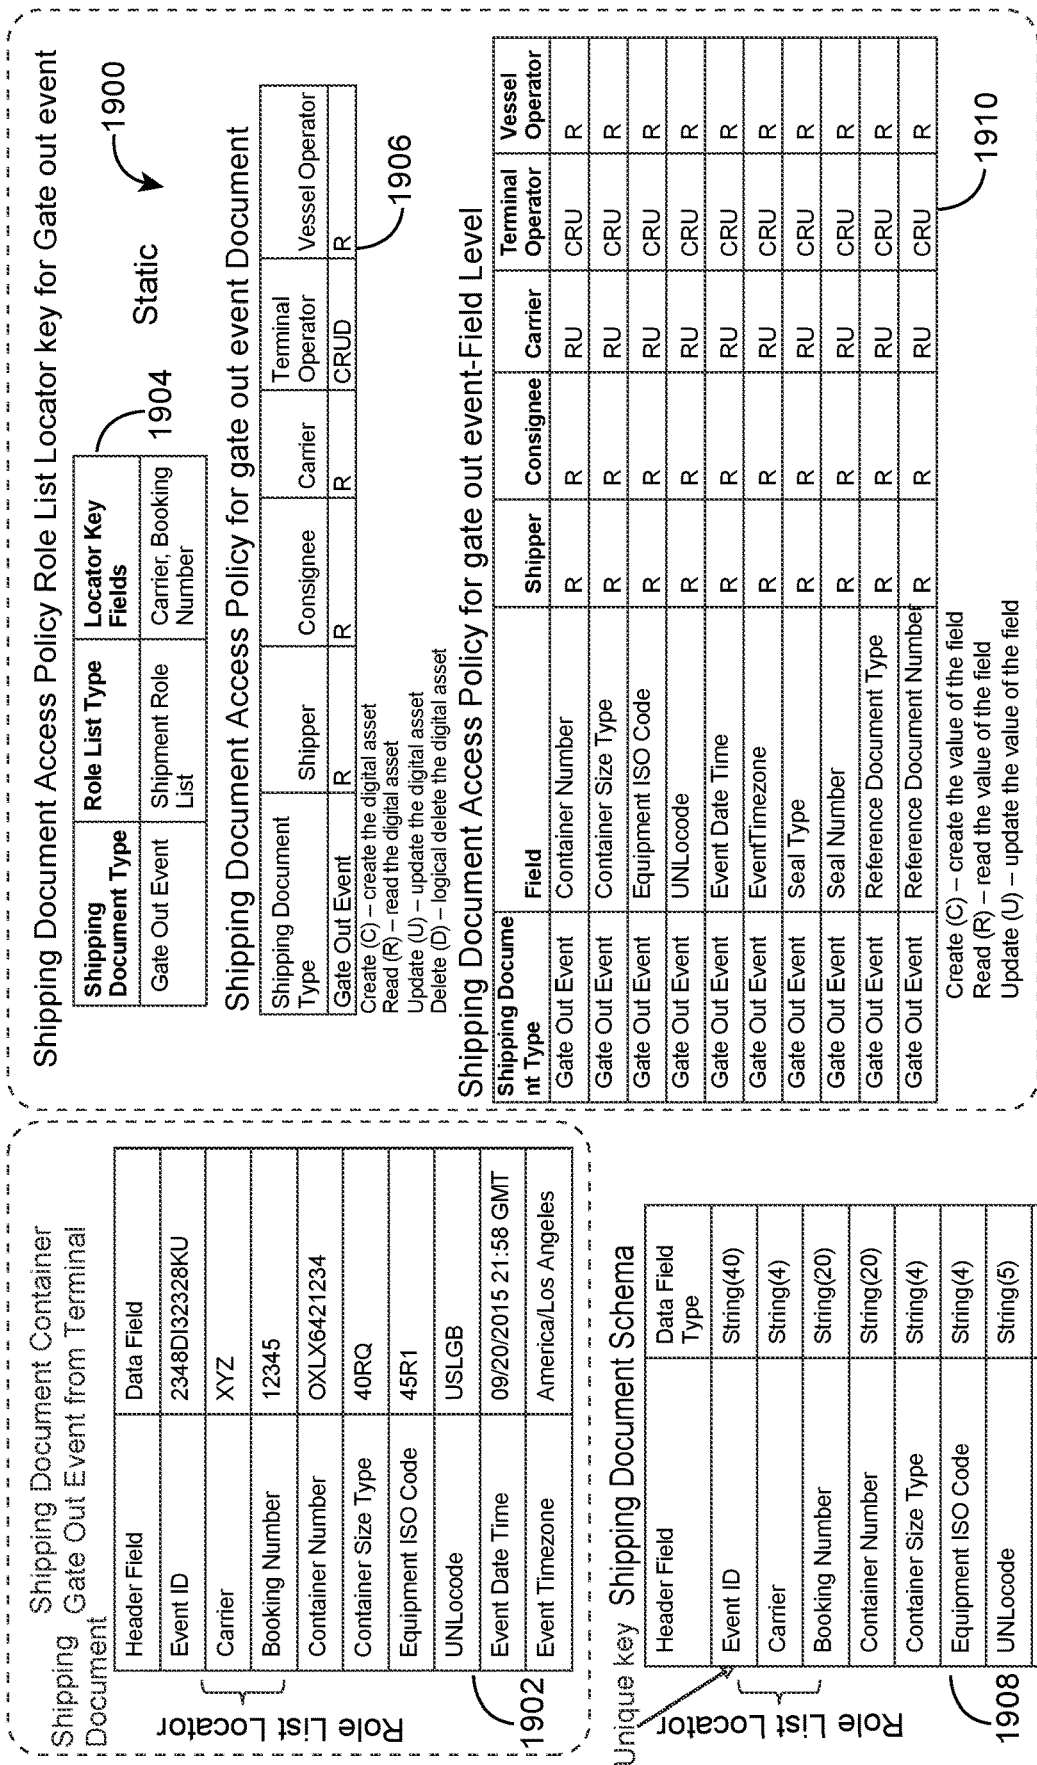 Shipping Document Container
Shipping Gate Out Event from Terminal
Document
Header Field Data Field
Event ID 2348DI32328KU
Carrier XYZ
Booking Number 12345
Container Number OXLX6421234
Container Size Type 40RQ
Equipment ISO Code 45R1
UNLocode USLGB
Event Date Time 09/20/2015 21:58 GMT
Event Timezone America/Los Angeles
Role List Locator
1902
Unique key Shipping Document Schema
Header Field Data Field Type
Event ID String(40)
Carrier String(4)
Booking Number String(20)
Container Number String(20)
Container Size Type String(4)
Equipment ISO Code String(4)
UNLocode String(5)
Role List Locator
1908
Shipping Document Access Policy Role List Locator key for Gate out event
Shipping Document Type Role List Type Locator Key Fields
Gate Out Event Shipment Role List Carrier, Booking Number
1904
Static
1900
Shipping Document Access Policy for gate out event Document
Shipping Document Type Shipper Consignee Carrier Terminal Operator Vessel Operator
Gate Out Event R R R CRUD R
1906
Create (C) – create the digital asset
Read (R) – read the digital asset
Update (U) – update the digital asset
Delete (D) – logical delete the digital asset
Shipping Document Access Policy for gate out event-Field Level
Shipping Docume nt Type Field Shipper Consignee Carrier Terminal Operator Vessel Operator
Gate Out Event Container Number R R RU CRU R
Gate Out Event Container Size Type R R RU CRU R
Gate Out Event Equipment ISO Code R R RU CRU R
Gate Out Event UNLocode R R RU CRU R
Gate Out Event Event Date Time R R RU CRU R
Gate Out Event EventTimezone R R RU CRU R
Gate Out Event Seal Type R R RU CRU R
Gate Out Event Seal Number R R RU CRU R
Gate Out Event Reference Document Type R R RU CRU R
Gate Out Event Reference Document Number R R RU CRU R
1910
Create (C) – create the value of the field
Read (R) – read the value of the field
Update (U) – update the value of the field